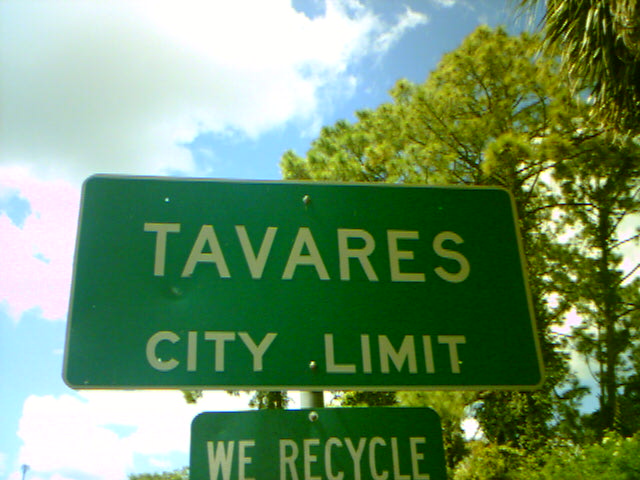 TAVARES
CITY LIMIT
WE RECYCLE